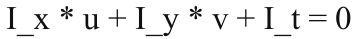 I_x * u + I_y * v + I_t = 0